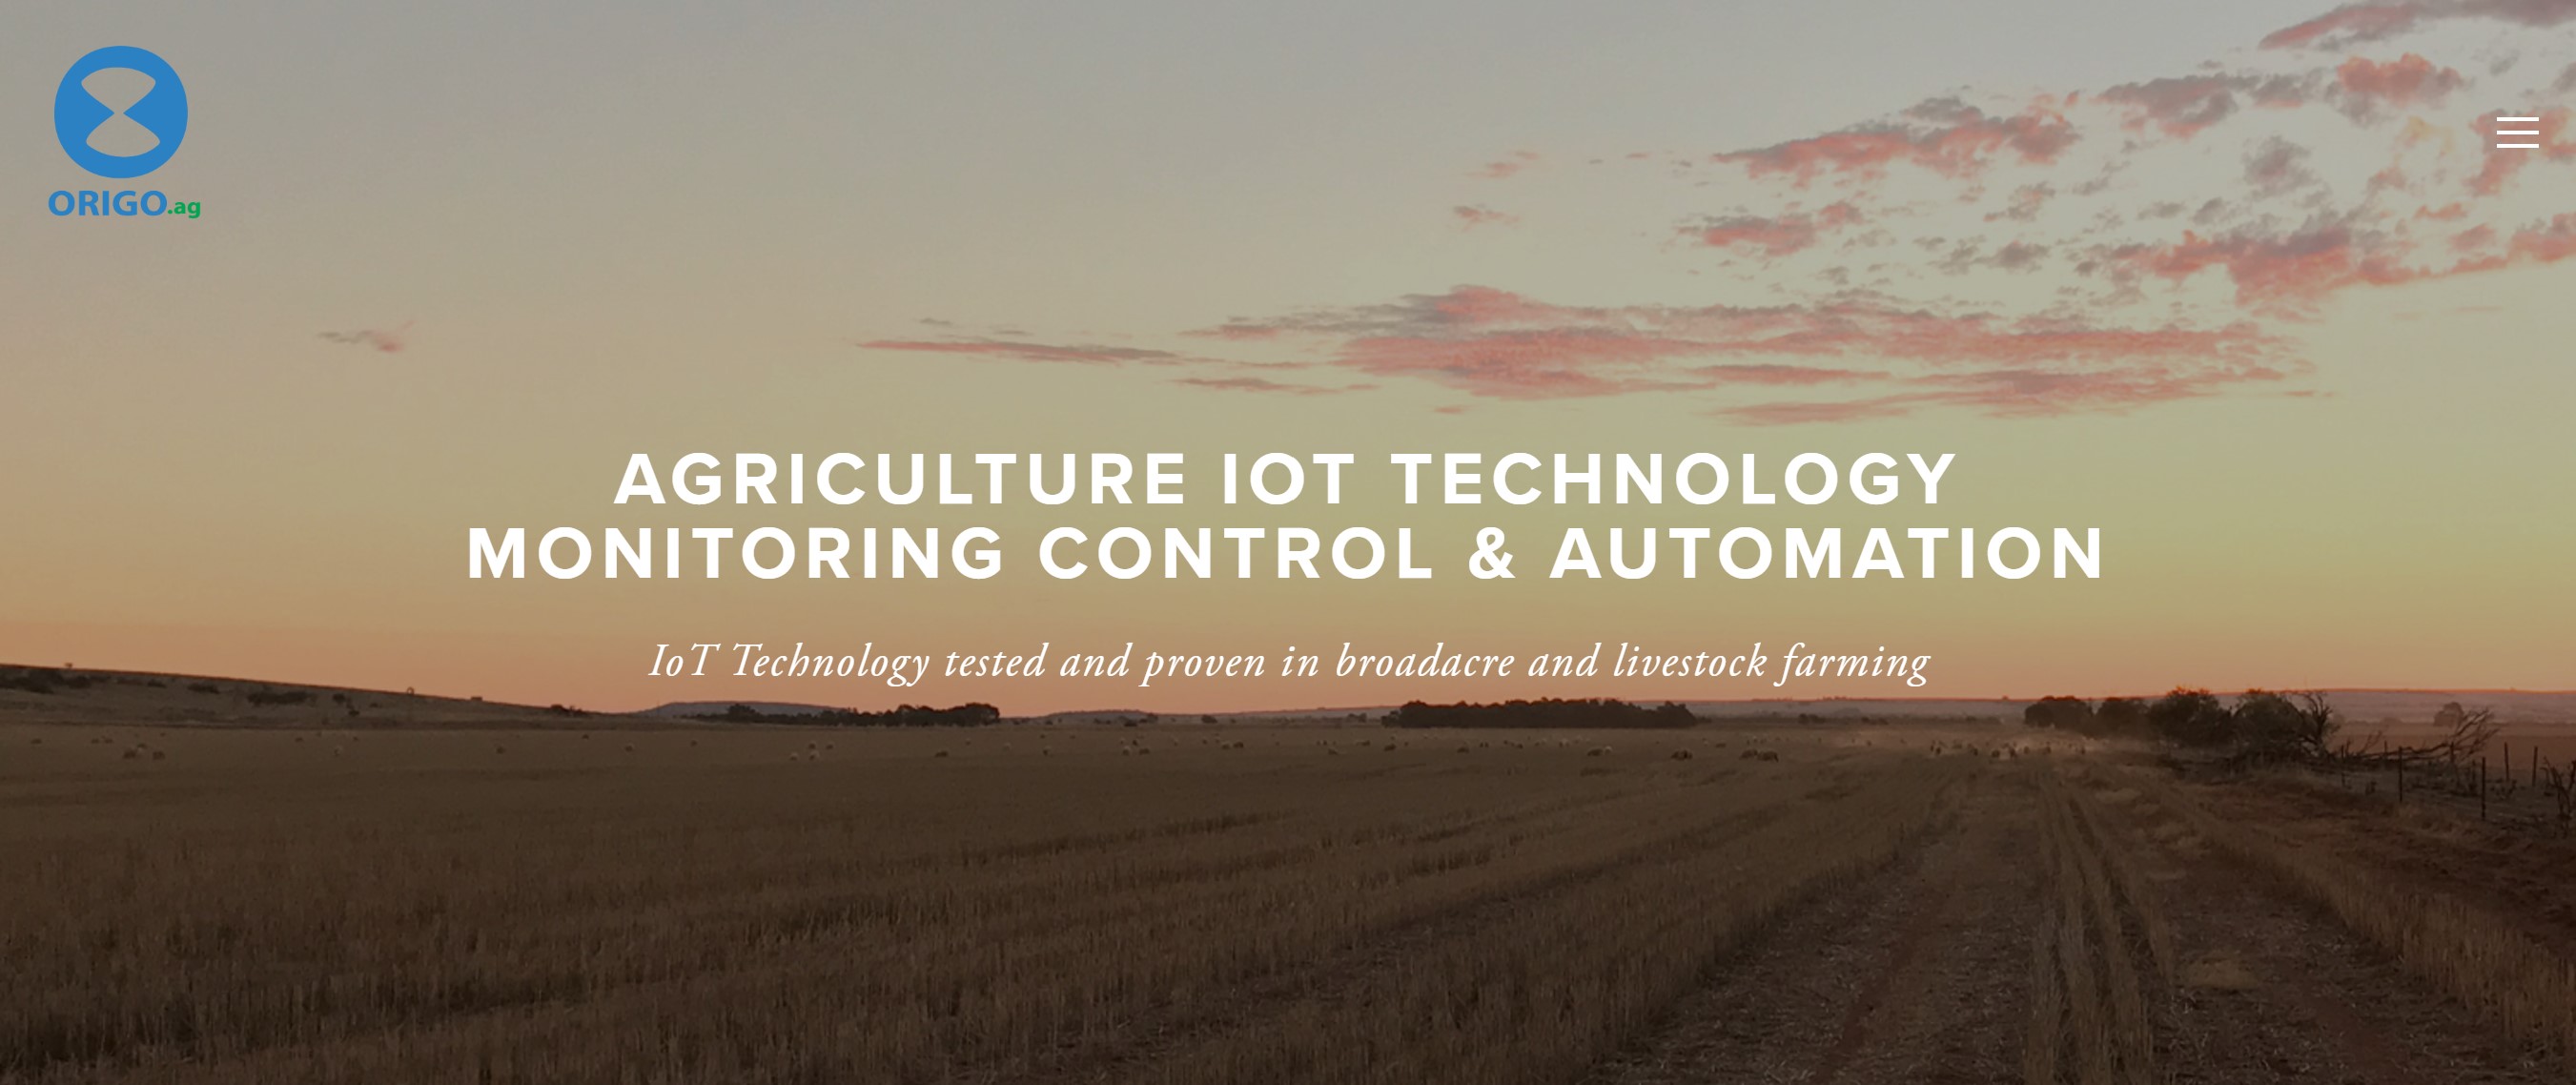 ORIGO.ag
AGRICULTURE IOT TECHNOLOGY
MONITORING CONTROL & AUTOMATION
IoT Technology tested and proven in broadacre and livestock farming